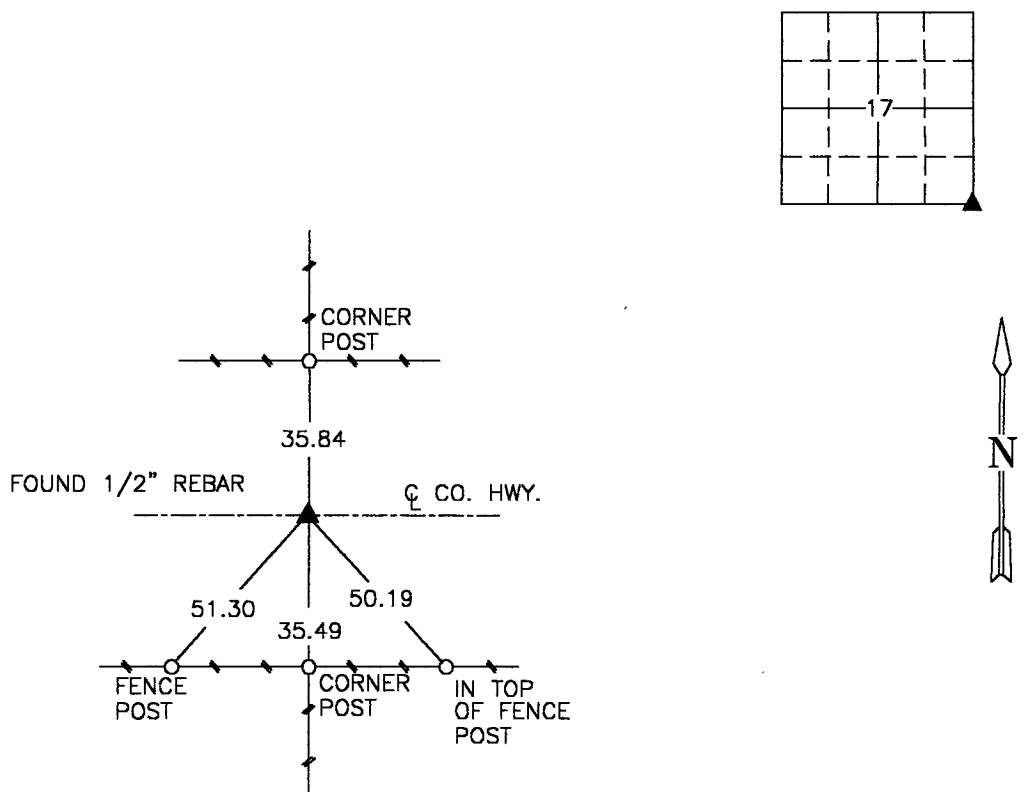 17
CORNER
POST
35.84
N
FOUND 1/2" REBAR
℄ CO. HWY.
51.30
50.19
35.49
FENCE
POST
CORNER
POST
IN TOP
OF FENCE
POST